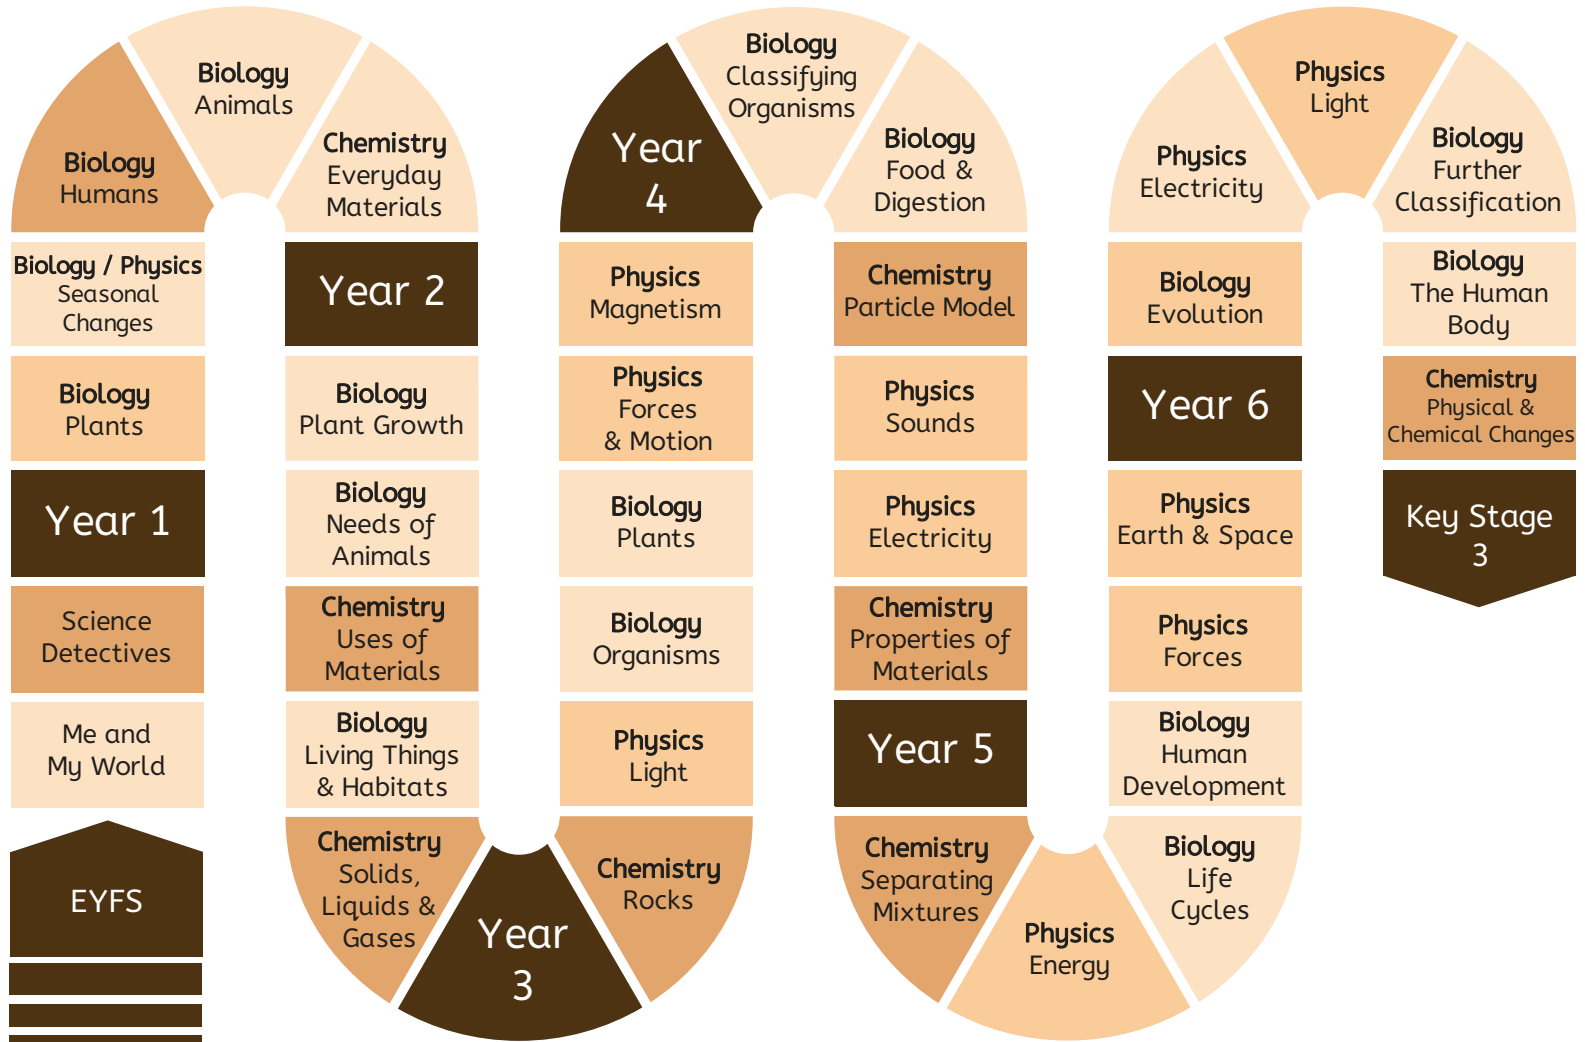 EYFS
Me and
My World
Science
Detectives
Year 1
Biology
Plants
Biology / Physics
Seasonal
Changes
Biology
Humans
Biology
Animals
Chemistry
Everyday
Materials
Year 2
Biology
Plant Growth
Biology
Needs of
Animals
Chemistry
Uses of
Materials
Biology
Living Things
& Habitats
Chemistry
Solids,
Liquids &
Gases
Year
3
Chemistry
Rocks
Physics
Light
Biology
Organisms
Biology
Plants
Physics
Forces
& Motion
Physics
Magnetism
Year
4
Biology
Classifying
Organisms
Biology
Food &
Digestion
Chemistry
Particle Model
Physics
Sounds
Physics
Electricity
Chemistry
Properties of
Materials
Year 5
Chemistry
Separating
Mixtures
Physics
Energy
Biology
Life
Cycles
Biology
Human
Development
Physics
Forces
Physics
Earth & Space
Year 6
Biology
Evolution
Physics
Electricity
Physics
Light
Biology
Further
Classification
Biology
The Human
Body
Chemistry
Physical &
Chemical Changes
Key Stage
3